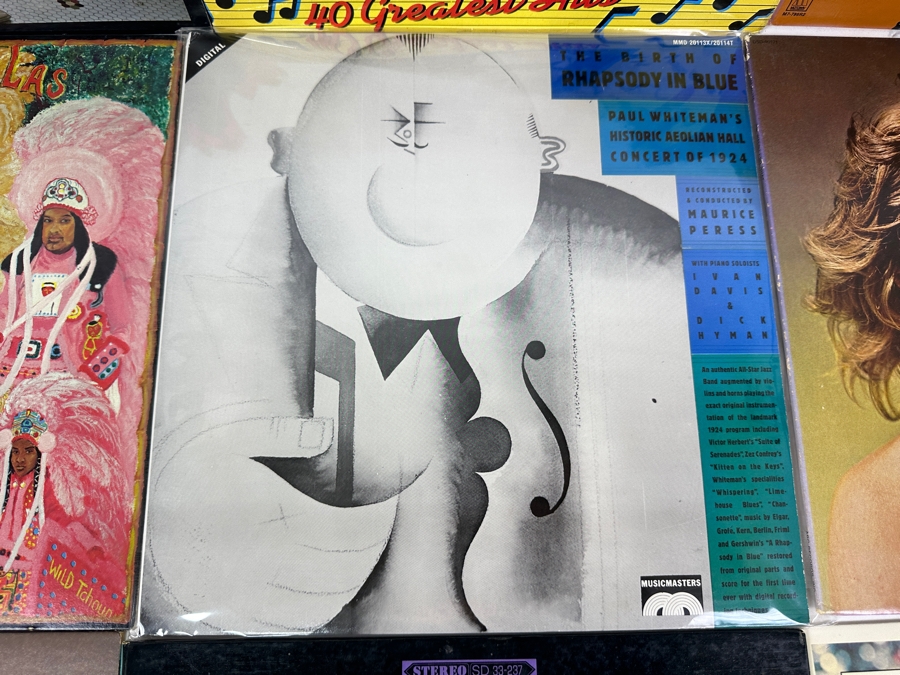 40 Greatest Hits
LAS
DIGITAL
MMD 20113X/20114T
THE BIRTH OF
RHAPSODY IN BLUE
PAUL WHITEMAN'S
HISTORIC AEOLIAN HALL
CONCERT OF 1924
RECONSTRUCTED
& CONDUCTED BY
MAURICE
PERESS
WITH PIANO SOLOISTS
IVAN
DAVIS
&
DICK
HYMAN
An authentic All-Star Jazz
Band augmented by vio-
lins and horns playing the
exact original instrumen-
tation of the landmark
1924 program including
Victor Herbert's "Suite of
Serenades", Zez Confrey's
"Kitten on the Keys",
Whiteman's specialties
"Whispering", "Lime-
house Blues", "Chan-
sonette", music by Elgar,
Grofe, Kern, Berlin, Friml
and Gershwin's "A Rhap-
sody in Blue" restored
from original parts and
score for the first time
ever with digital record-
MUSICMASTERS
WILD Tchoup
STEREO SD 33-237